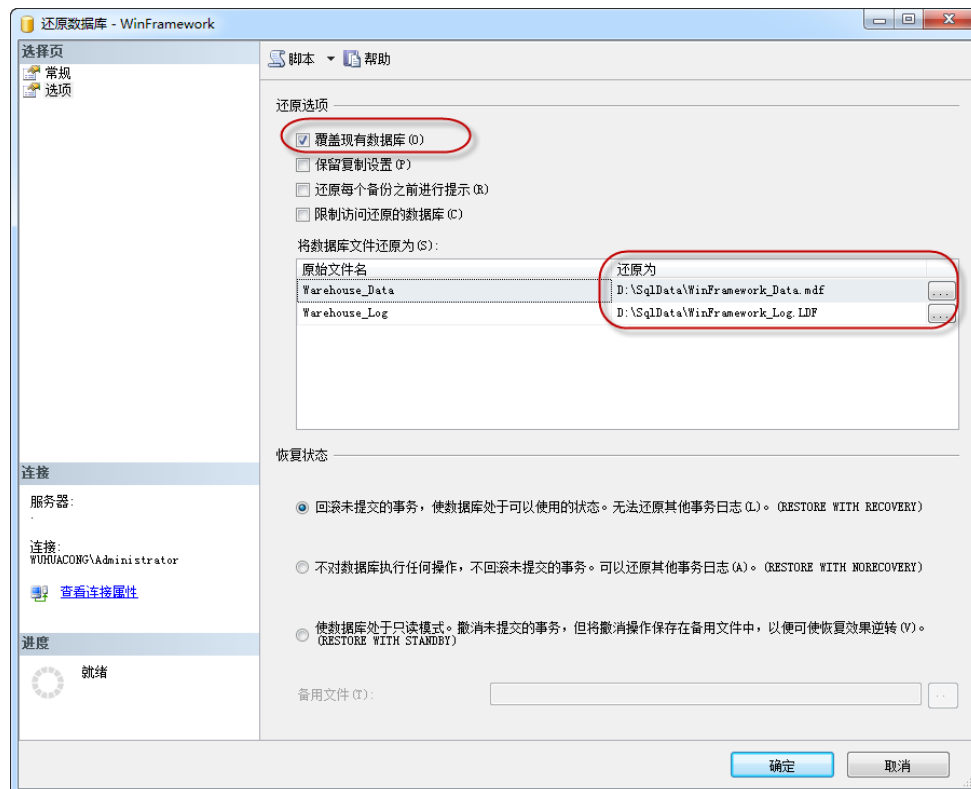 还原数据库 - WinFramework
选择页
常规
选项
脚本 帮助
还原选项
覆盖现有数据库(O)
保留复制设置(P)
还原每个备份之前进行提示(R)
限制访问还原的数据库(C)
将数据库文件还原为(S):
原始文件名 还原为
Warehouse_Data D:\SqlData\WinFramework_Data.mdf ...
Warehouse_Log D:\SqlData\WinFramework_Log.LDF ...
恢复状态
回滚未提交的事务，使数据库处于可以使用的状态。无法还原其他事务日志(L)。(RESTORE WITH RECOVERY)
不对数据库执行任何操作，不回滚未提交的事务。可以还原其他事务日志(A)。(RESTORE WITH NORECOVERY)
使数据库处于只读模式。撤消未提交的事务，但将撤消操作保存在备用文件中，以便可使恢复效果逆转(V)。
(RESTORE WITH STANDBY)
备用文件(T):
连接
服务器:
.
连接:
WUHUACONG\Administrator
查看连接属性
进度
就绪
确定 取消